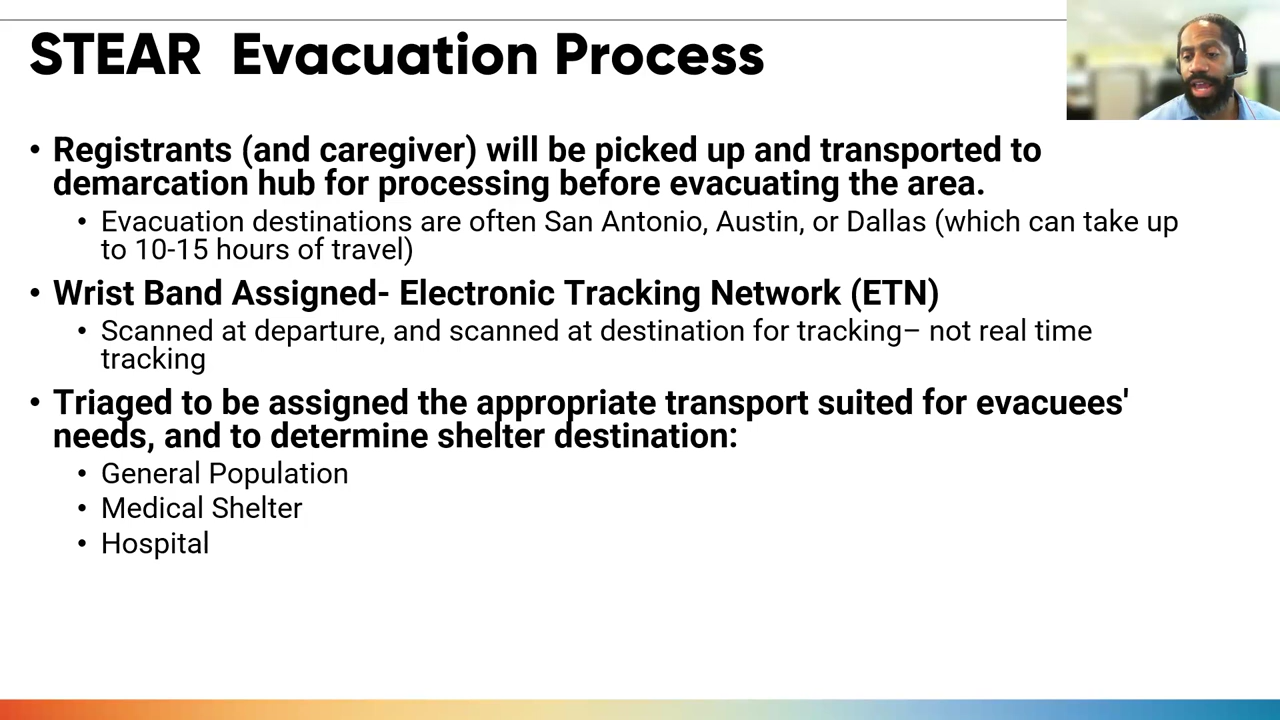 STEAR  Evacuation Process
• Registrants (and caregiver) will be picked up and transported to
demarcation hub for processing before evacuating the area.
• Evacuation destinations are often San Antonio, Austin, or Dallas (which can take up
to 10-15 hours of travel)
• Wrist Band Assigned- Electronic Tracking Network (ETN)
• Scanned at departure, and scanned at destination for tracking– not real time
tracking
• Triaged to be assigned the appropriate transport suited for evacuees'
needs, and to determine shelter destination:
• General Population
• Medical Shelter
• Hospital